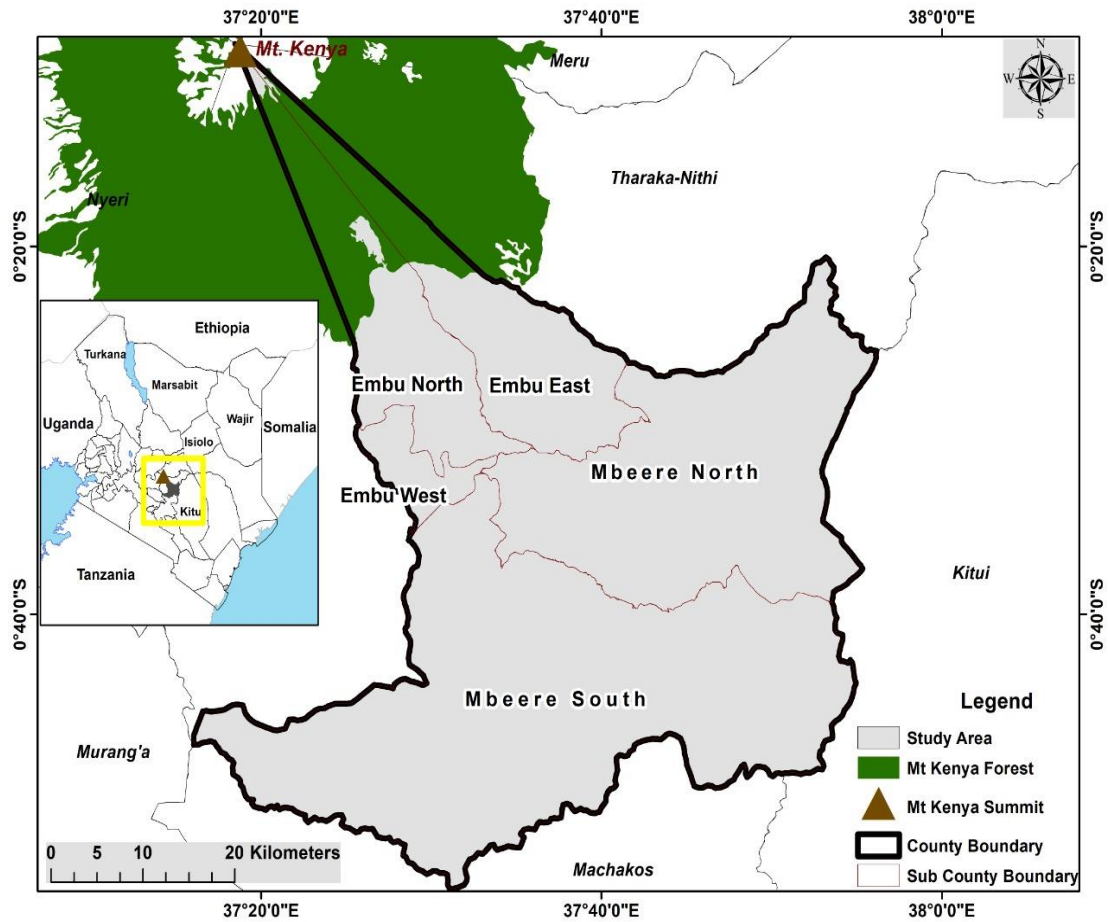 37°20'0"E
37°40'0"E
38°0'0"E
Mt. Kenya
Meru
N
W
E
S
Tharaka-Nithi
Nyeri
0°20'0"S
0°20'0"S
Ethiopia
Turkana
Marsabit
Wajir
Uganda
Somalia
Isiolo
Kitu
Tanzania
Embu North
Embu East
Mbeere North
Embu West
Kitui
0°40'0"S
0°40'0"S
Mbeere South
Murang'a
Machakos
Legend
Study Area
Mt Kenya Forest
Mt Kenya Summit
County Boundary
Sub County Boundary
0 5 10 20 Kilometers
37°20'0"E
37°40'0"E
38°0'0"E